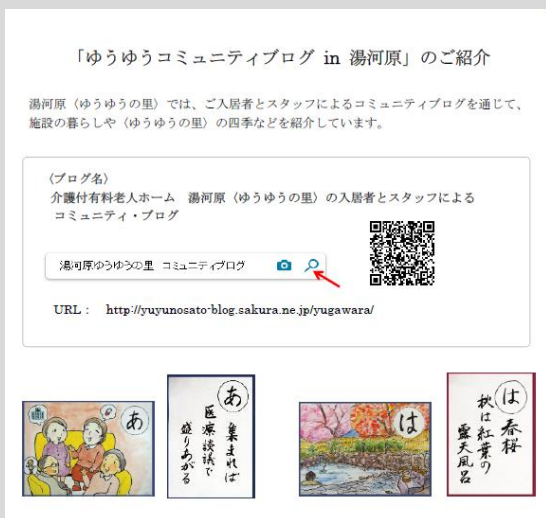 「ゆうゆうコミュニティブログ in 湯河原」のご紹介
湯河原〈ゆうゆうの里〉では、ご入居者とスタッフによるコミュニティブログを通じて、
施設の暮らしや〈ゆうゆうの里〉の四季などを紹介しています。
〈ブログ名〉
介護付有料老人ホーム 湯河原〈ゆうゆうの里〉の入居者とスタッフによる
コミュニティ・ブログ
湯河原ゆうゆうの里 コミュニティブログ
URL： http://yuyunosato-blog.sakura.ne.jp/yugawara/
あ
あ
集まれば
医療談議で
盛りあがる
は
は
春桜
秋は紅葉の
露天風呂